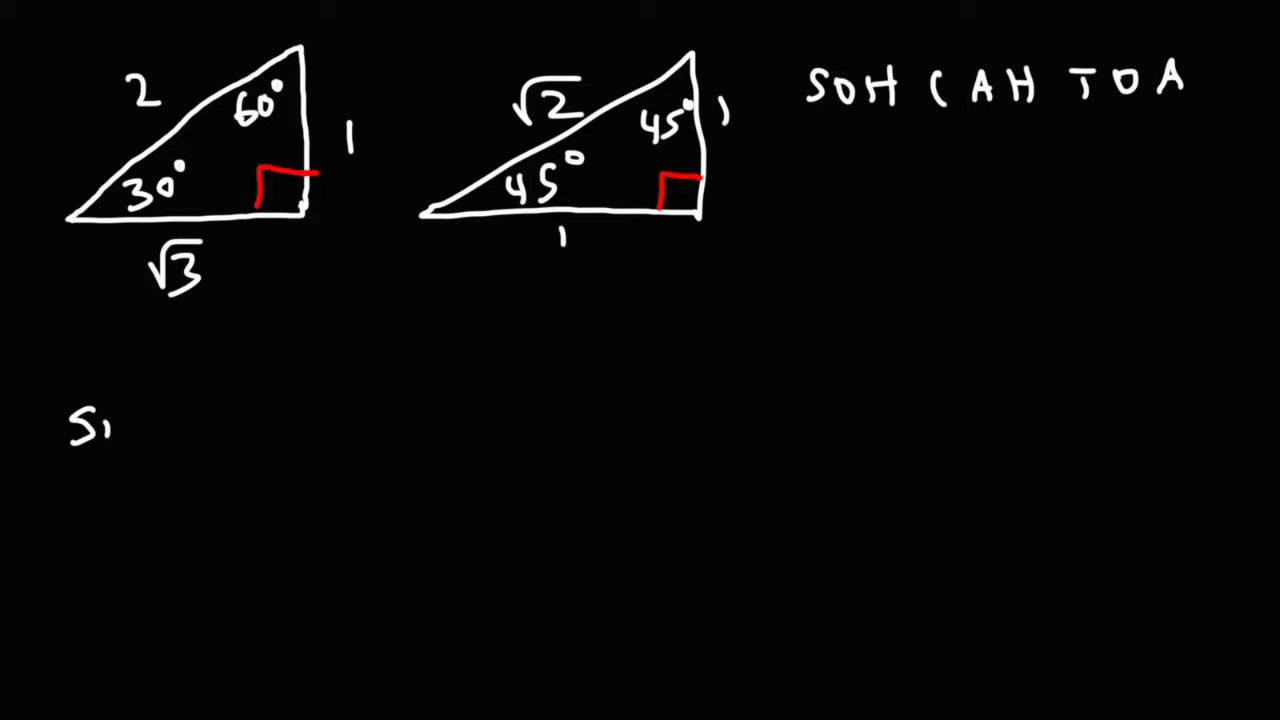 2 60° 1 30° √3
√2 45° 1 45° 1
SOH CAH TOA
SI